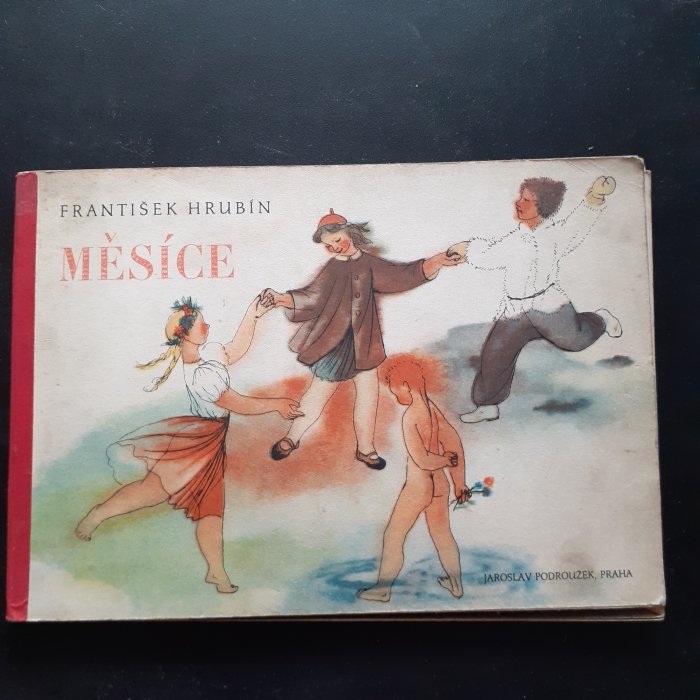 FRANTIŠEK HRUBÍN
MĚSÍCE
JAROSLAV PODROUŽEK, PRAHA